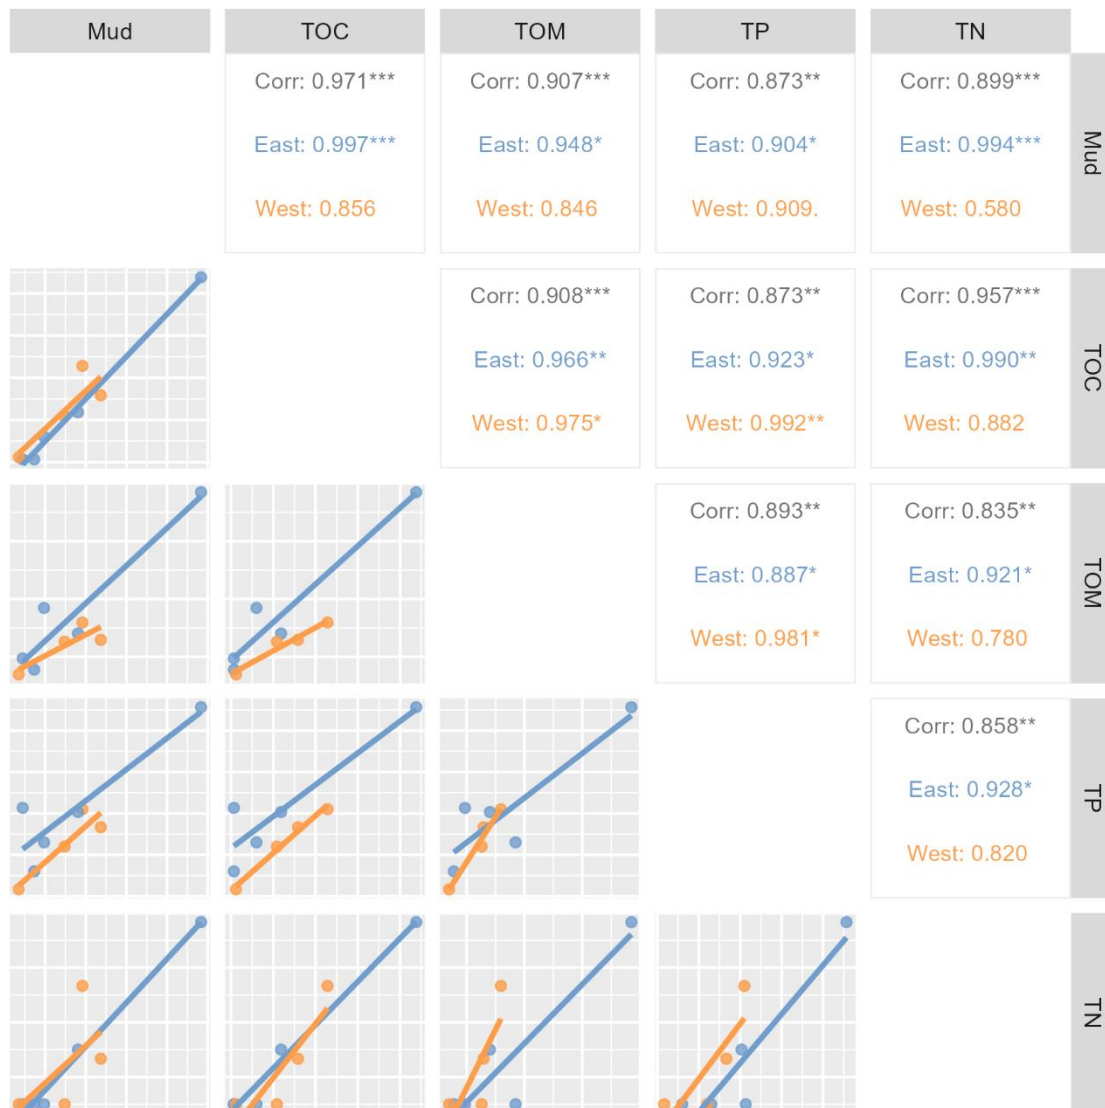 Mud TOC TOM TP TN
Corr: 0.971*** Corr: 0.907*** Corr: 0.873** Corr: 0.899***
East: 0.997*** East: 0.948* East: 0.904* East: 0.994***
West: 0.856 West: 0.846 West: 0.909. West: 0.580
Mud
Corr: 0.908*** Corr: 0.873** Corr: 0.957***
East: 0.966** East: 0.923* East: 0.990**
West: 0.975* West: 0.992** West: 0.882
TOC
Corr: 0.893** Corr: 0.835**
East: 0.887* East: 0.921*
West: 0.981* West: 0.780
TOM
Corr: 0.858**
East: 0.928*
West: 0.820
TP
TN